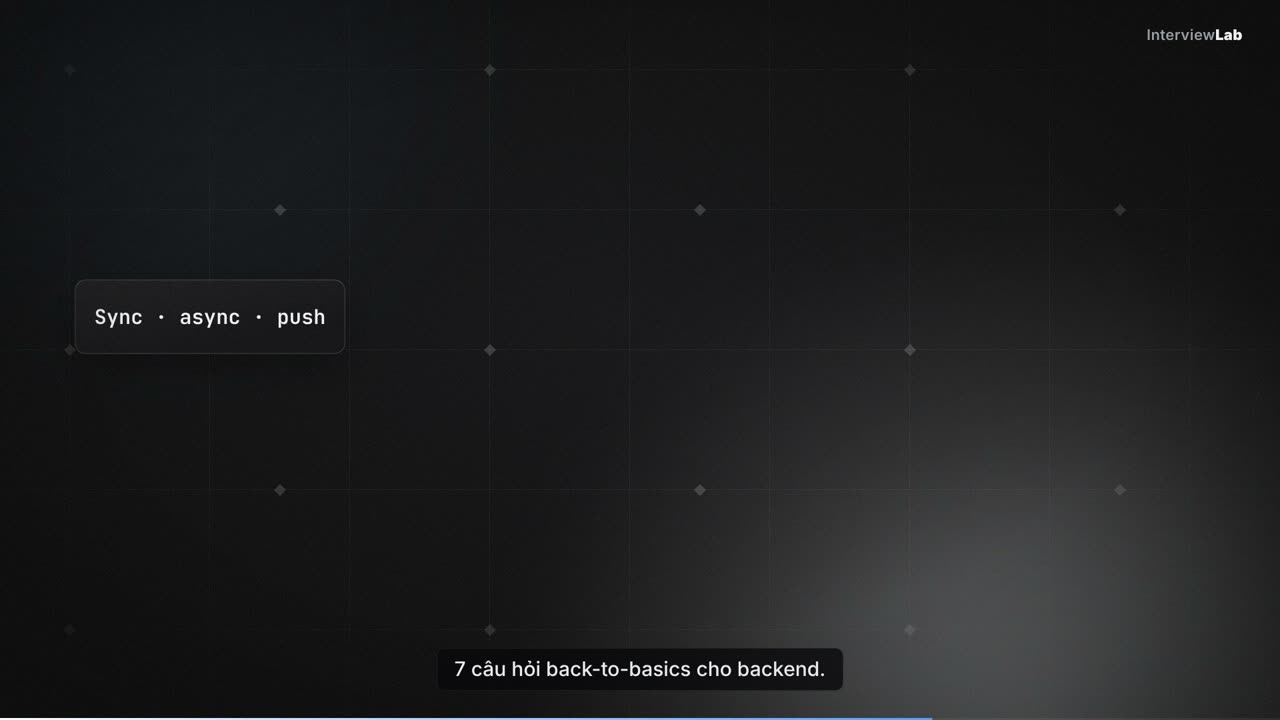 InterviewLab
Sync · async · push
7 câu hỏi back-to-basics cho backend.